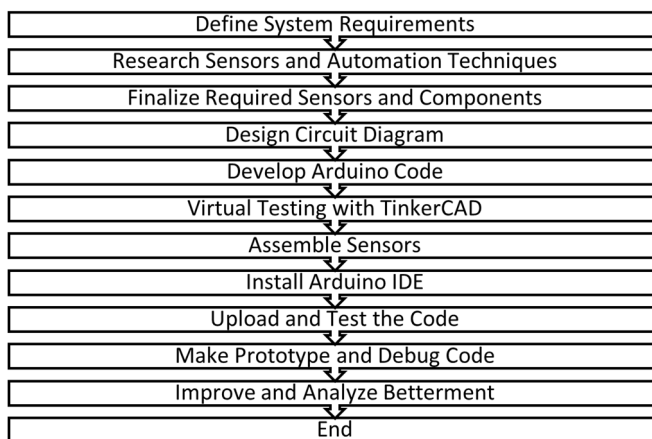 Define System Requirements
Research Sensors and Automation Techniques
Finalize Required Sensors and Components
Design Circuit Diagram
Develop Arduino Code
Virtual Testing with TinkerCAD
Assemble Sensors
Install Arduino IDE
Upload and Test the Code
Make Prototype and Debug Code
Improve and Analyze Betterment
End